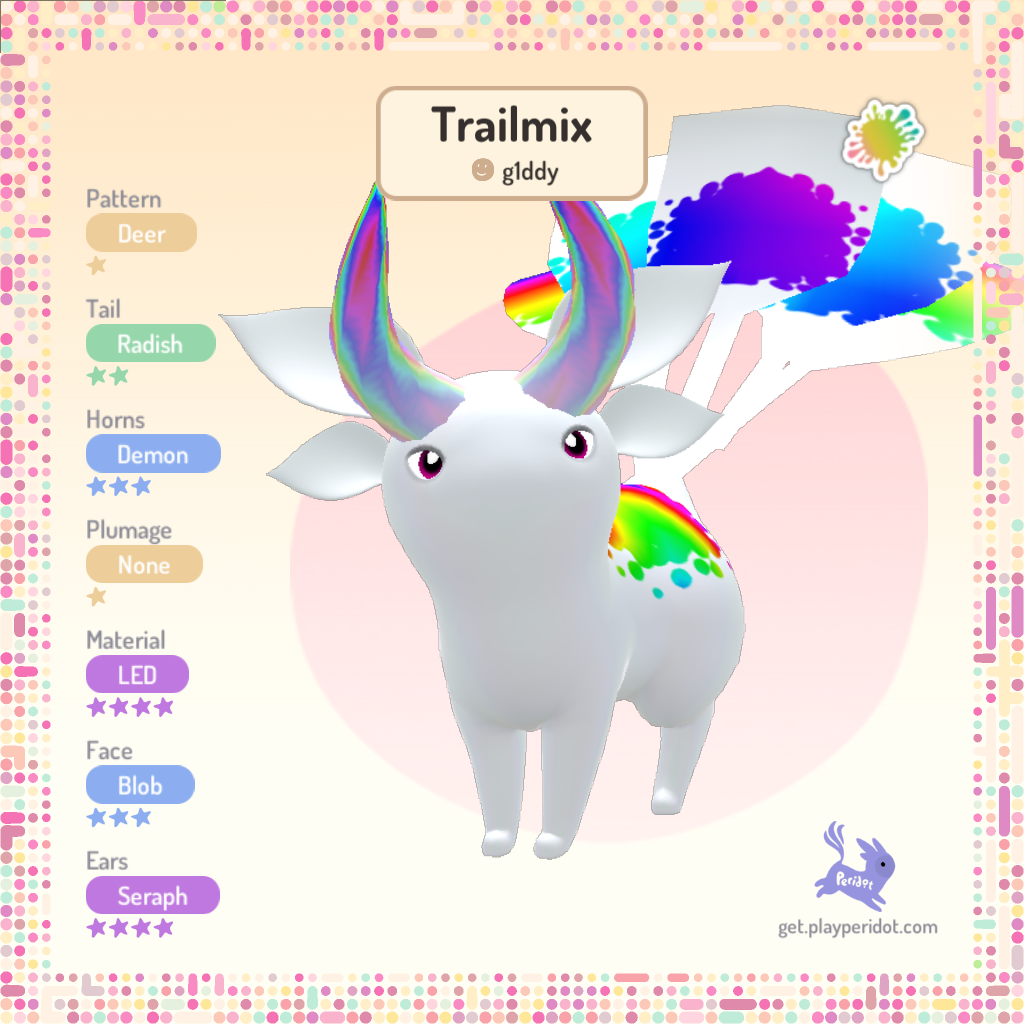 Trailmix
g1ddy
Pattern
Deer
Tail
Radish
Horns
Demon
Plumage
None
Material
LED
Face
Blob
Ears
Seraph
Peridot
get.playperidot.com